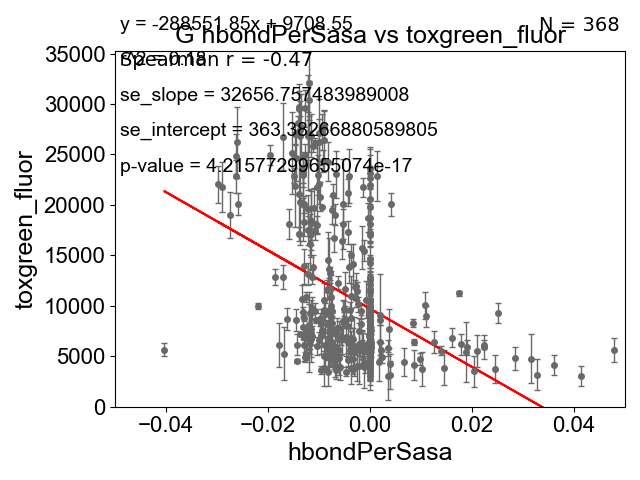 y = -288551.85x + 9708.55
N = 368
G hbondPerSasa vs toxgreen_fluor
r^2 = 0.18
Spearman r = -0.47
se_slope = 32656.757483989008
se_intercept = 363.38266880589805
p-value = 4.21577299655074e-17
35000
30000
25000
20000
15000
10000
5000
0
toxgreen_fluor
−0.04
−0.02
0.00
0.02
0.04
hbondPerSasa